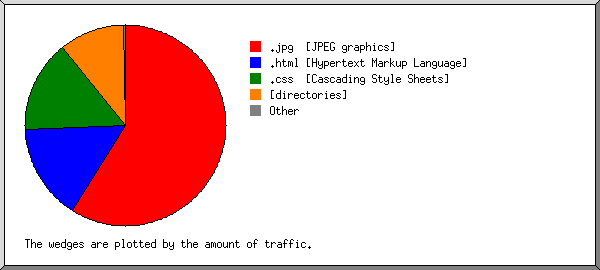 .jpg [JPEG graphics]
.html [Hypertext Markup Language]
.css [Cascading Style Sheets]
[directories]
Other
The wedges are plotted by the amount of traffic.